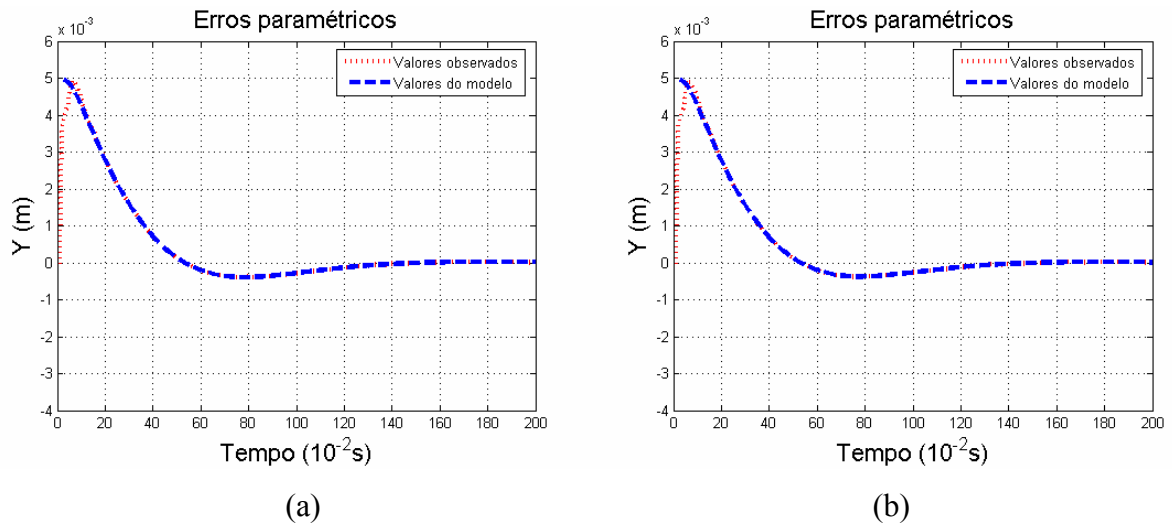 Erros paramétricos
x 10-3
6
5
4
3
2
1
0
-1
-2
-3
-4
Y (m)
Valores observados
Valores do modelo
0 20 40 60 80 100 120 140 160 180 200
Tempo (10-2s)
(a)
Erros paramétricos
x 10-3
6
5
4
3
2
1
0
-1
-2
-3
-4
Y (m)
Valores observados
Valores do modelo
0 20 40 60 80 100 120 140 160 180 200
Tempo (10-2s)
(b)